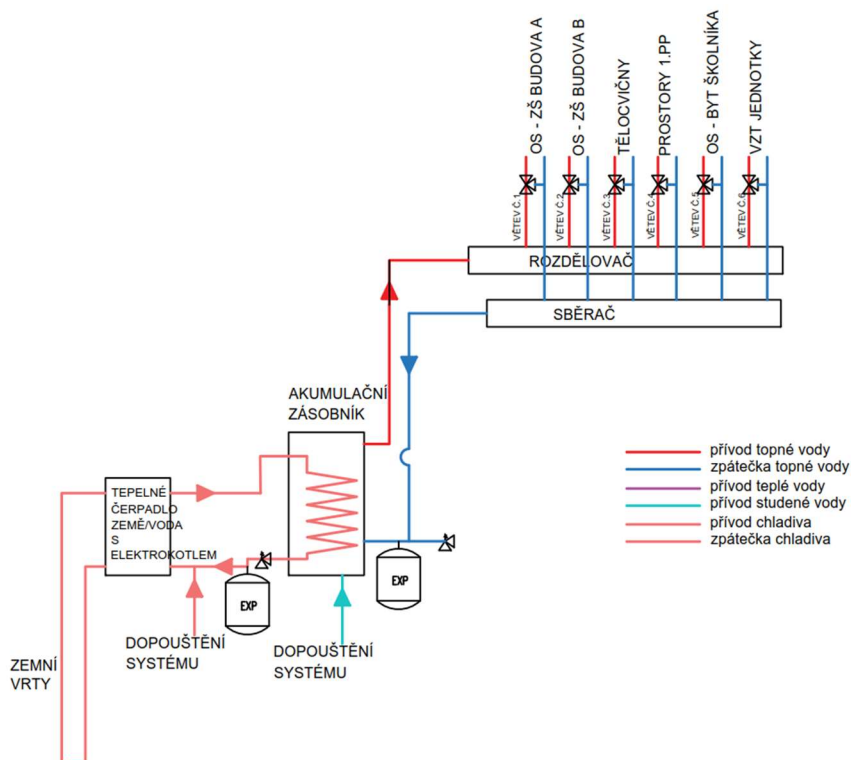 OS - ZŠ BUDOVA A
OS - ZŠ BUDOVA B
TĚLOCVIČNY
PROSTORY 1.PP
OS - BYT ŠKOLNÍKA
VZT JEDNOTKY
VĚTEV Č.1
VĚTEV Č.2
VĚTEV Č.3
VĚTEV Č.4
VĚTEV Č.5
VĚTEV Č.6
ROZDĚLOVAČ
SBĚRAČ
AKUMULAČNÍ
ZÁSOBNÍK
přívod topné vody
zpátečka topné vody
přívod teplé vody
přívod studené vody
přívod chladiva
zpátečka chladiva
TEPELNÉ
ČERPADLO
ZEMĚ/VODA
S
ELEKTROKOTLEM
EXP
EXP
DOPOUŠTĚNÍ
SYSTÉMU
DOPOUŠTĚNÍ
SYSTÉMU
ZEMNÍ
VRTY